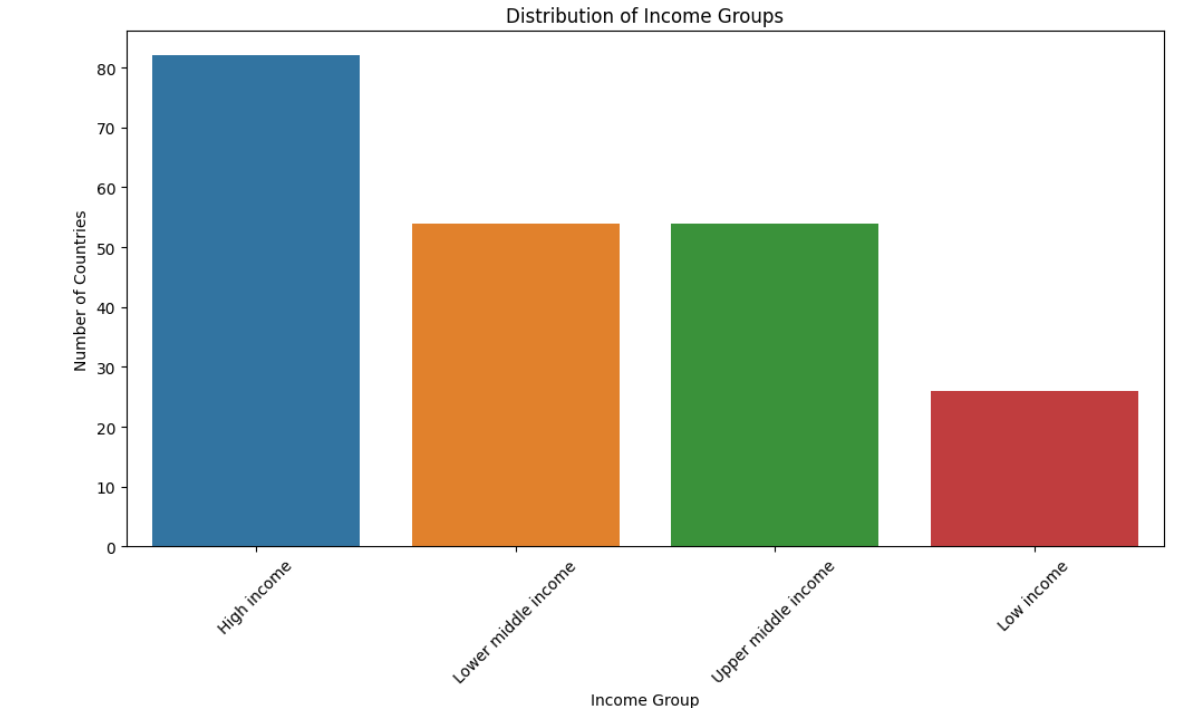 Distribution of Income Groups
Number of Countries
80
70
60
50
40
30
20
10
0
High income
Lower middle income
Upper middle income
Low income
Income Group